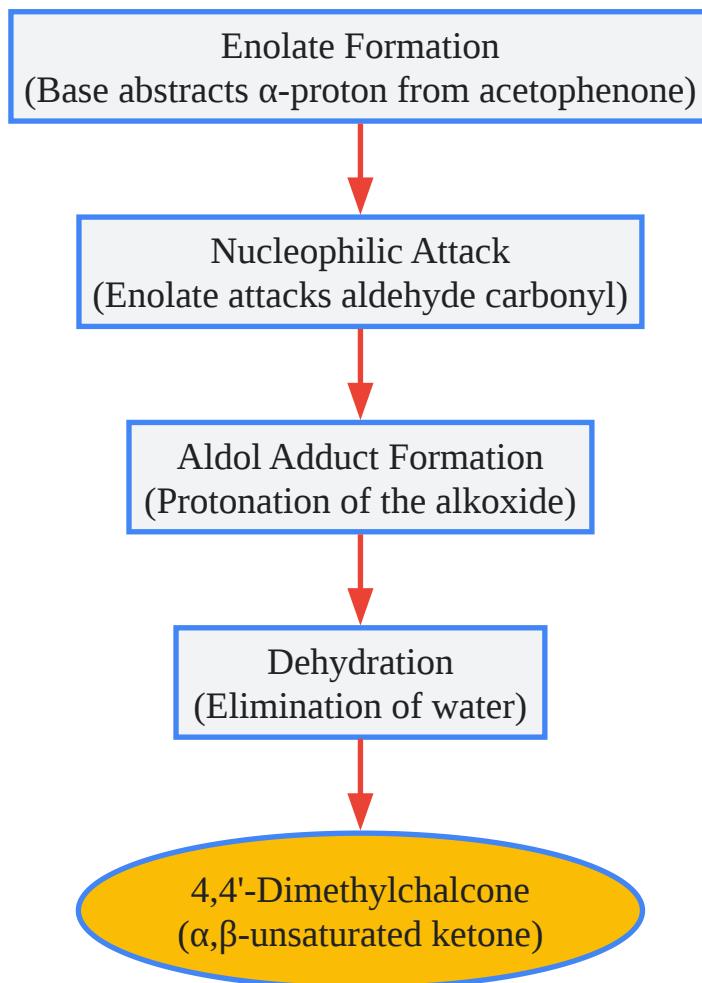 Enolate Formation
(Base abstracts α-proton from acetophenone)
Nucleophilic Attack
(Enolate attacks aldehyde carbonyl)
Aldol Adduct Formation
(Protonation of the alkoxide)
Dehydration
(Elimination of water)
4,4'-Dimethylchalcone
(α,β-unsaturated ketone)